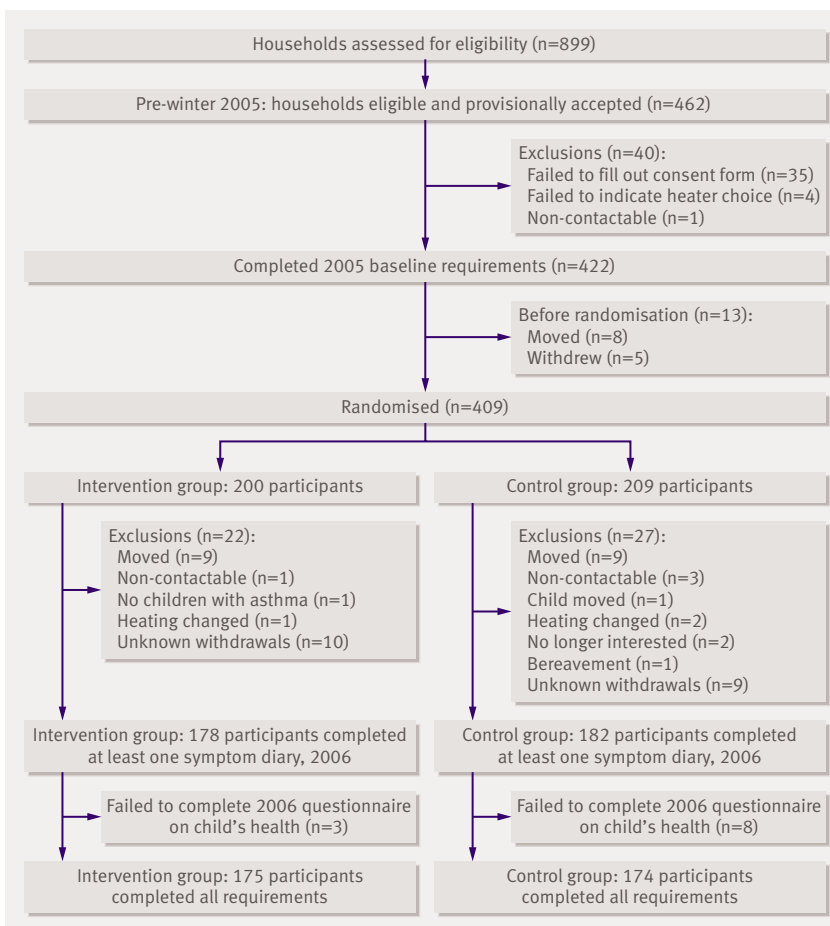 Households assessed for eligibility (n=899)
Pre-winter 2005: households eligible and provisionally accepted (n=462)
Exclusions (n=40):
Failed to fill out consent form (n=35)
Failed to indicate heater choice (n=4)
Non-contactable (n=1)
Completed 2005 baseline requirements (n=422)
Before randomisation (n=13):
Moved (n=8)
Withdrew (n=5)
Randomised (n=409)
Intervention group: 200 participants
Control group: 209 participants
Exclusions (n=22):
Moved (n=9)
Non-contactable (n=1)
No children with asthma (n=1)
Heating changed (n=1)
Unknown withdrawals (n=10)
Exclusions (n=27):
Moved (n=9)
Non-contactable (n=3)
Child moved (n=1)
Heating changed (n=2)
No longer interested (n=2)
Bereavement (n=1)
Unknown withdrawals (n=9)
Intervention group: 178 participants completed
at least one symptom diary, 2006
Control group: 182 participants completed
at least one symptom diary, 2006
Failed to complete 2006 questionnaire
on child's health (n=3)
Failed to complete 2006 questionnaire
on child's health (n=8)
Intervention group: 175 participants
completed all requirements
Control group: 174 participants
completed all requirements